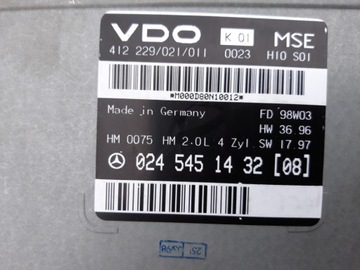 VDO K 01 MSE
412 229/021/011 0023 H10 S01
*M000D80N10012*
Made in Germany FD 98W03
HW 36.96
HM 0075 HM 2.0L 4 Zyl. SW 17.97
024 545 14 32 [08]